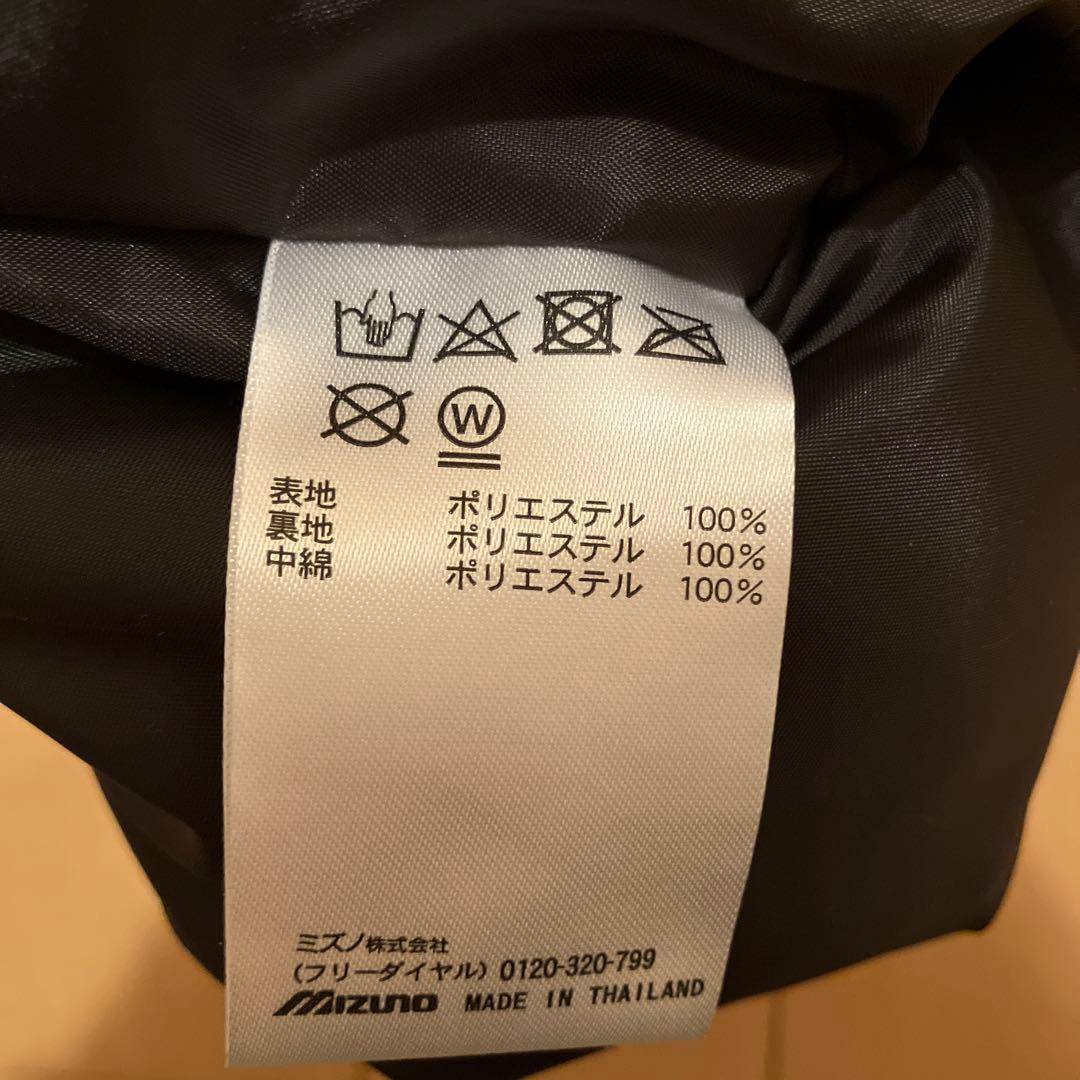 W
表地 ポリエステル 100%
裏地 ポリエステル 100%
中綿 ポリエステル 100%
ミズノ株式会社
(フリーダイヤル) 0120-320-799
MIZUNO MADE IN THAILAND